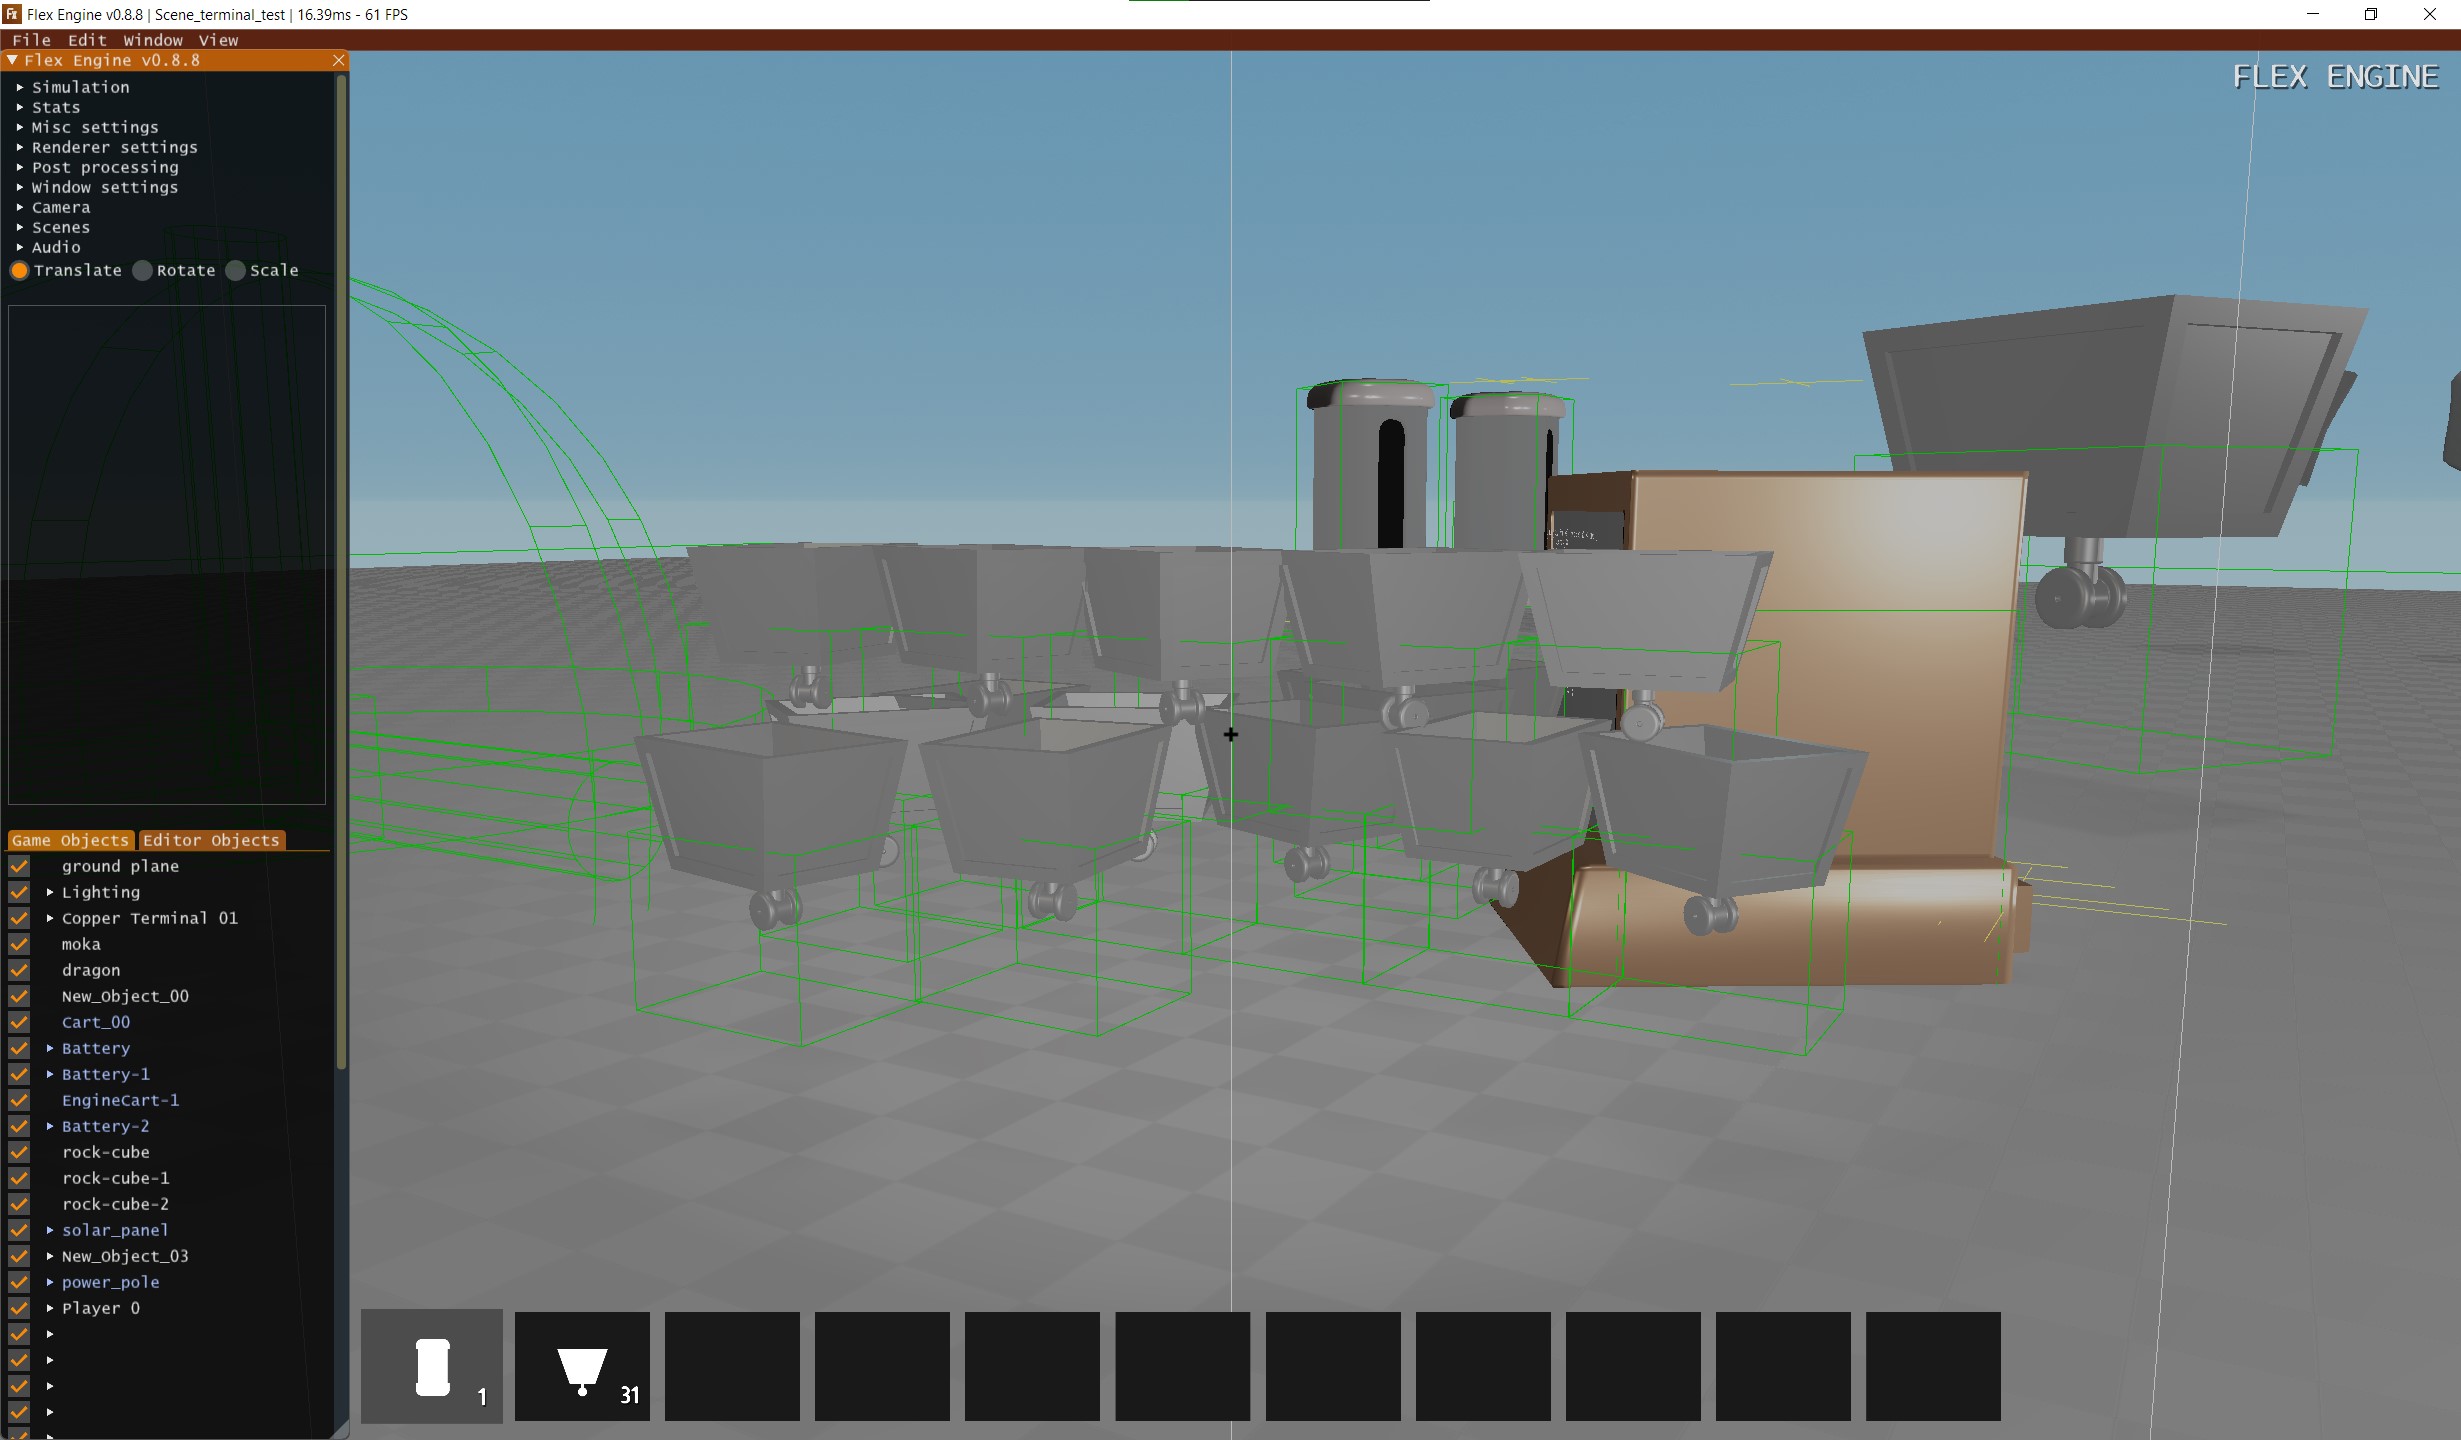 Flex Engine v0.8.8 | Scene_terminal_test | 16.39ms - 61 FPS
File Edit Window View
Flex Engine v0.8.8
FLEX ENGINE
Simulation
Stats
Misc settings
Renderer settings
Post processing
Window settings
Camera
Scenes
Audio
Translate Rotate Scale
Game Objects Editor Objects
ground plane
Lighting
Copper Terminal 01
moka
dragon
New_Object_00
Cart_00
Battery
Battery-1
EngineCart-1
Battery-2
rock-cube
rock-cube-1
rock-cube-2
solar_panel
New_Object_03
power_pole
Player 0
1
31